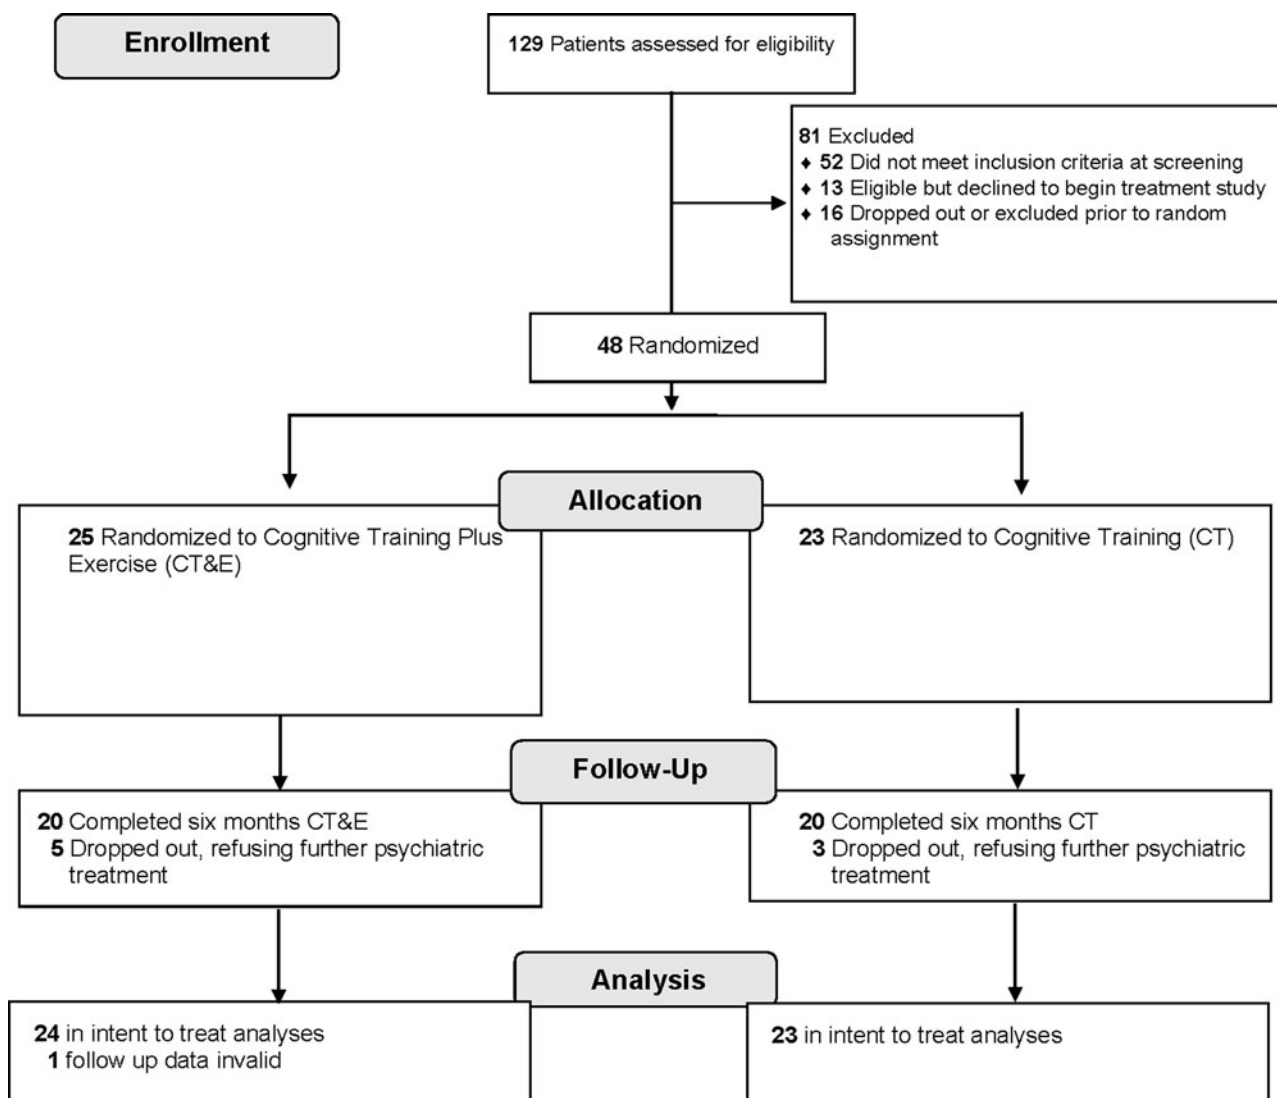 Enrollment
129 Patients assessed for eligibility
81 Excluded
♦ 52 Did not meet inclusion criteria at screening
♦ 13 Eligible but declined to begin treatment study
♦ 16 Dropped out or excluded prior to random
assignment
48 Randomized
Allocation
25 Randomized to Cognitive Training Plus
Exercise (CT&E)
23 Randomized to Cognitive Training (CT)
Follow-Up
20 Completed six months CT&E
5 Dropped out, refusing further psychiatric
treatment
20 Completed six months CT
3 Dropped out, refusing further psychiatric
treatment
Analysis
24 in intent to treat analyses
1 follow up data invalid
23 in intent to treat analyses